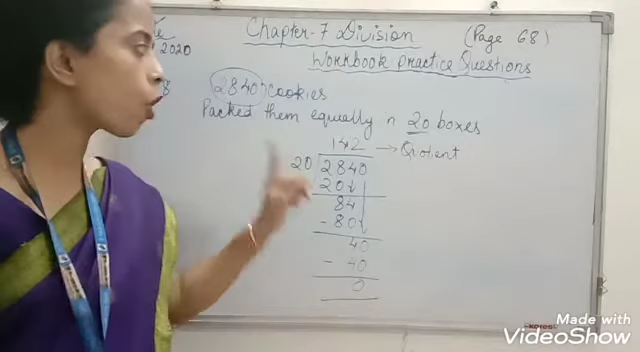 Chapter-7 Division (Page 68)
2020
Workbook practice Questions
8
2840 cookies
Packed them equally n 20 boxes
142 → Quotient
20 2840
20↓
84
- 80↓
40
- 40
0
Made with
VideoShow